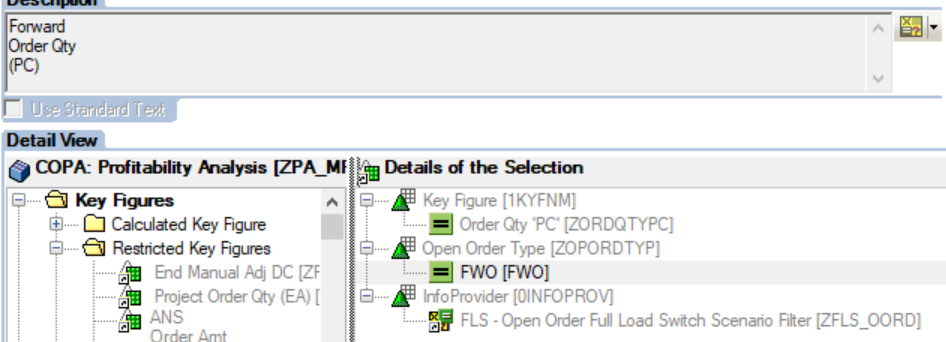 Description
Forward
Order Qty
(PC)
Use Standard Text
Detail View
COPA: Profitability Analysis [ZPA_MF
Details of the Selection
Key Figures
Calculated Key Figure
Restricted Key Figures
End Manual Adj DC [ZF
Project Order Qty (EA) [
ANS
Order Amt
Key Figure [1KYFNM]
Order Qty "PC" [ZORDQTYPC]
Open Order Type [ZOPORDTYP]
FWO [FWO]
InfoProvider [0INFOPROV]
FLS - Open Order Full Load Switch Scenario Filter [ZFLS_OORD]